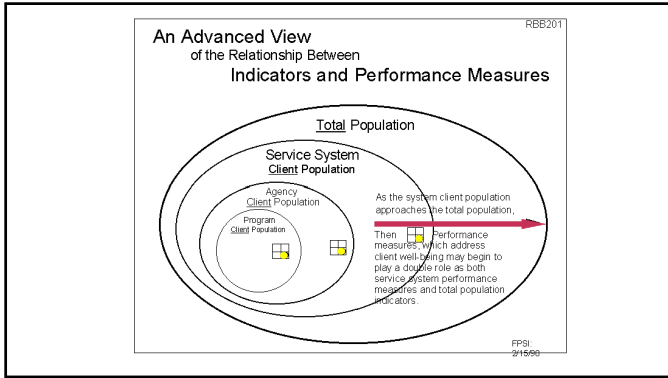 RBB201
An Advanced View
of the Relationship Between
Indicators and Performance Measures
Total Population
Service System
Client Population
Agency
Client Population
Program
Client Population
As the system client population
approaches the total population,
Then Performance
measures, which address
client well-being may begin to
play a double role as both
service system performance
measures and total population
indicators.
FPSI:
2/15/98